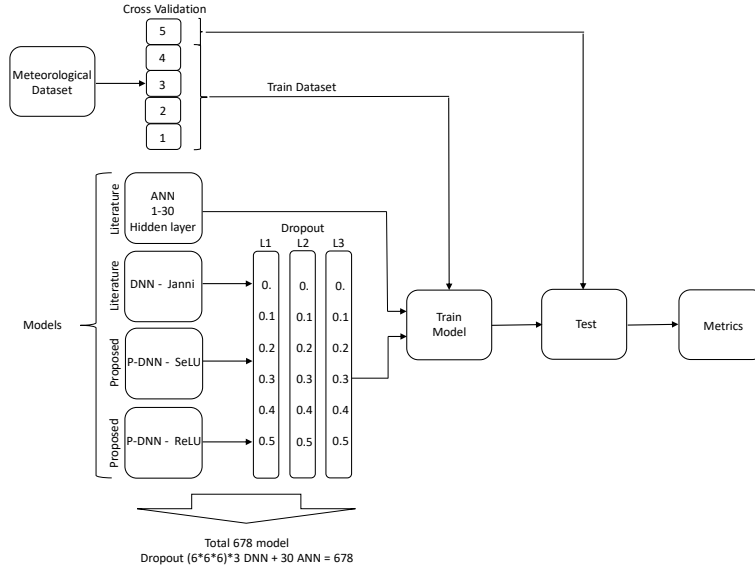 Cross Validation
5
4
3
2
1
Meteorological
Dataset
Train Dataset
Models
Literature
ANN
1-30
Hidden layer
Literature
DNN - Janni
Proposed
P-DNN - SeLU
Proposed
P-DNN - ReLU
Dropout
L1 L2 L3
0. 0. 0.
0.1 0.1 0.1
0.2 0.2 0.2
0.3 0.3 0.3
0.4 0.4 0.4
0.5 0.5 0.5
Train
Model
Test
Metrics
Total 678 model
Dropout (6*6*6)*3 DNN + 30 ANN = 678